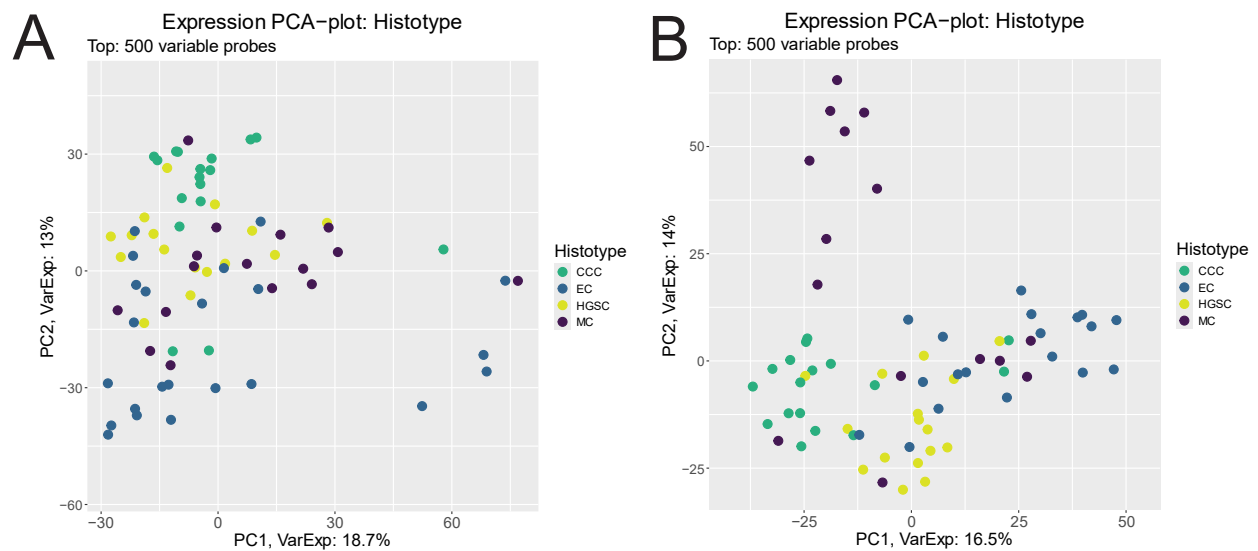 A
Expression PCA−plot: Histotype
Top: 500 variable probes
PC2, VarExp: 13%
30
0
−30
−60
−30
0
30
60
PC1, VarExp: 18.7%
Histotype
CCC
EC
HGSC
MC
B
Expression PCA−plot: Histotype
Top: 500 variable probes
PC2, VarExp: 14%
50
25
0
−25
−25
0
25
50
PC1, VarExp: 16.5%
Histotype
CCC
EC
HGSC
MC